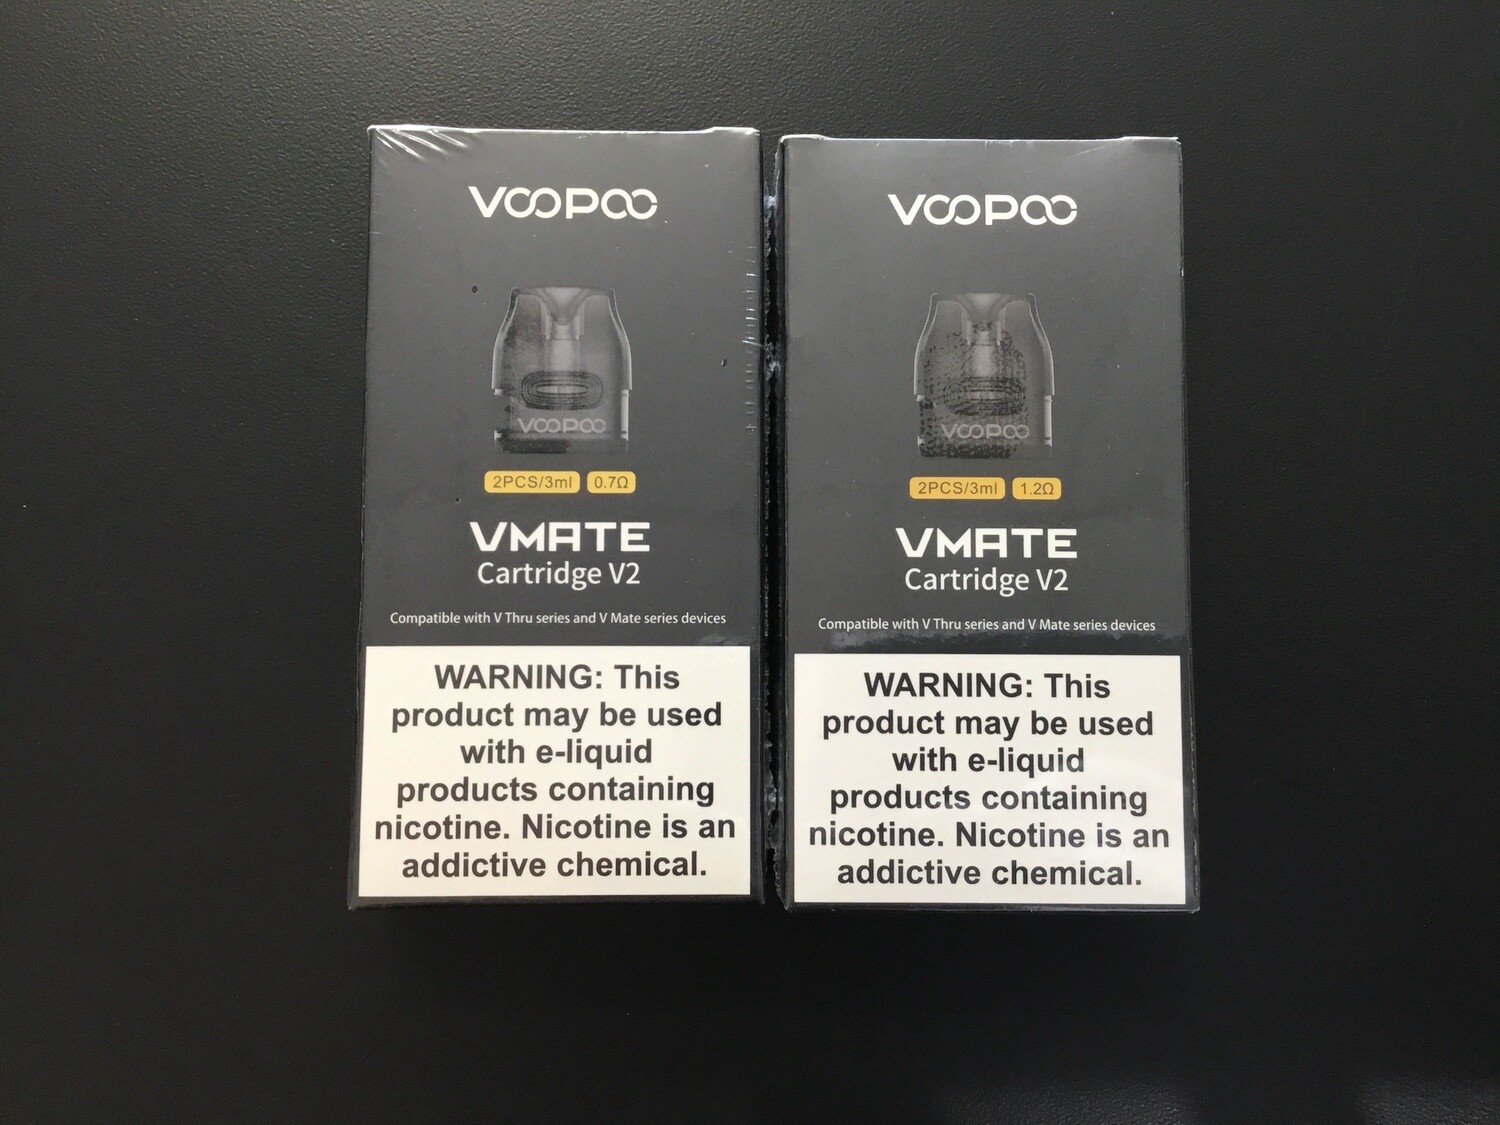 VOOPOO
VOOPOO
2PCS/3ml 0.7Ω
VMATE
Cartridge V2
Compatible with V Thru series and V Mate series devices
WARNING: This
product may be used
with e-liquid
products containing
nicotine. Nicotine is an
addictive chemical.
VOOPOO
VOOPOO
2PCS/3ml 1.2Ω
VMATE
Cartridge V2
Compatible with V Thru series and V Mate series devices
WARNING: This
product may be used
with e-liquid
products containing
nicotine. Nicotine is an
addictive chemical.